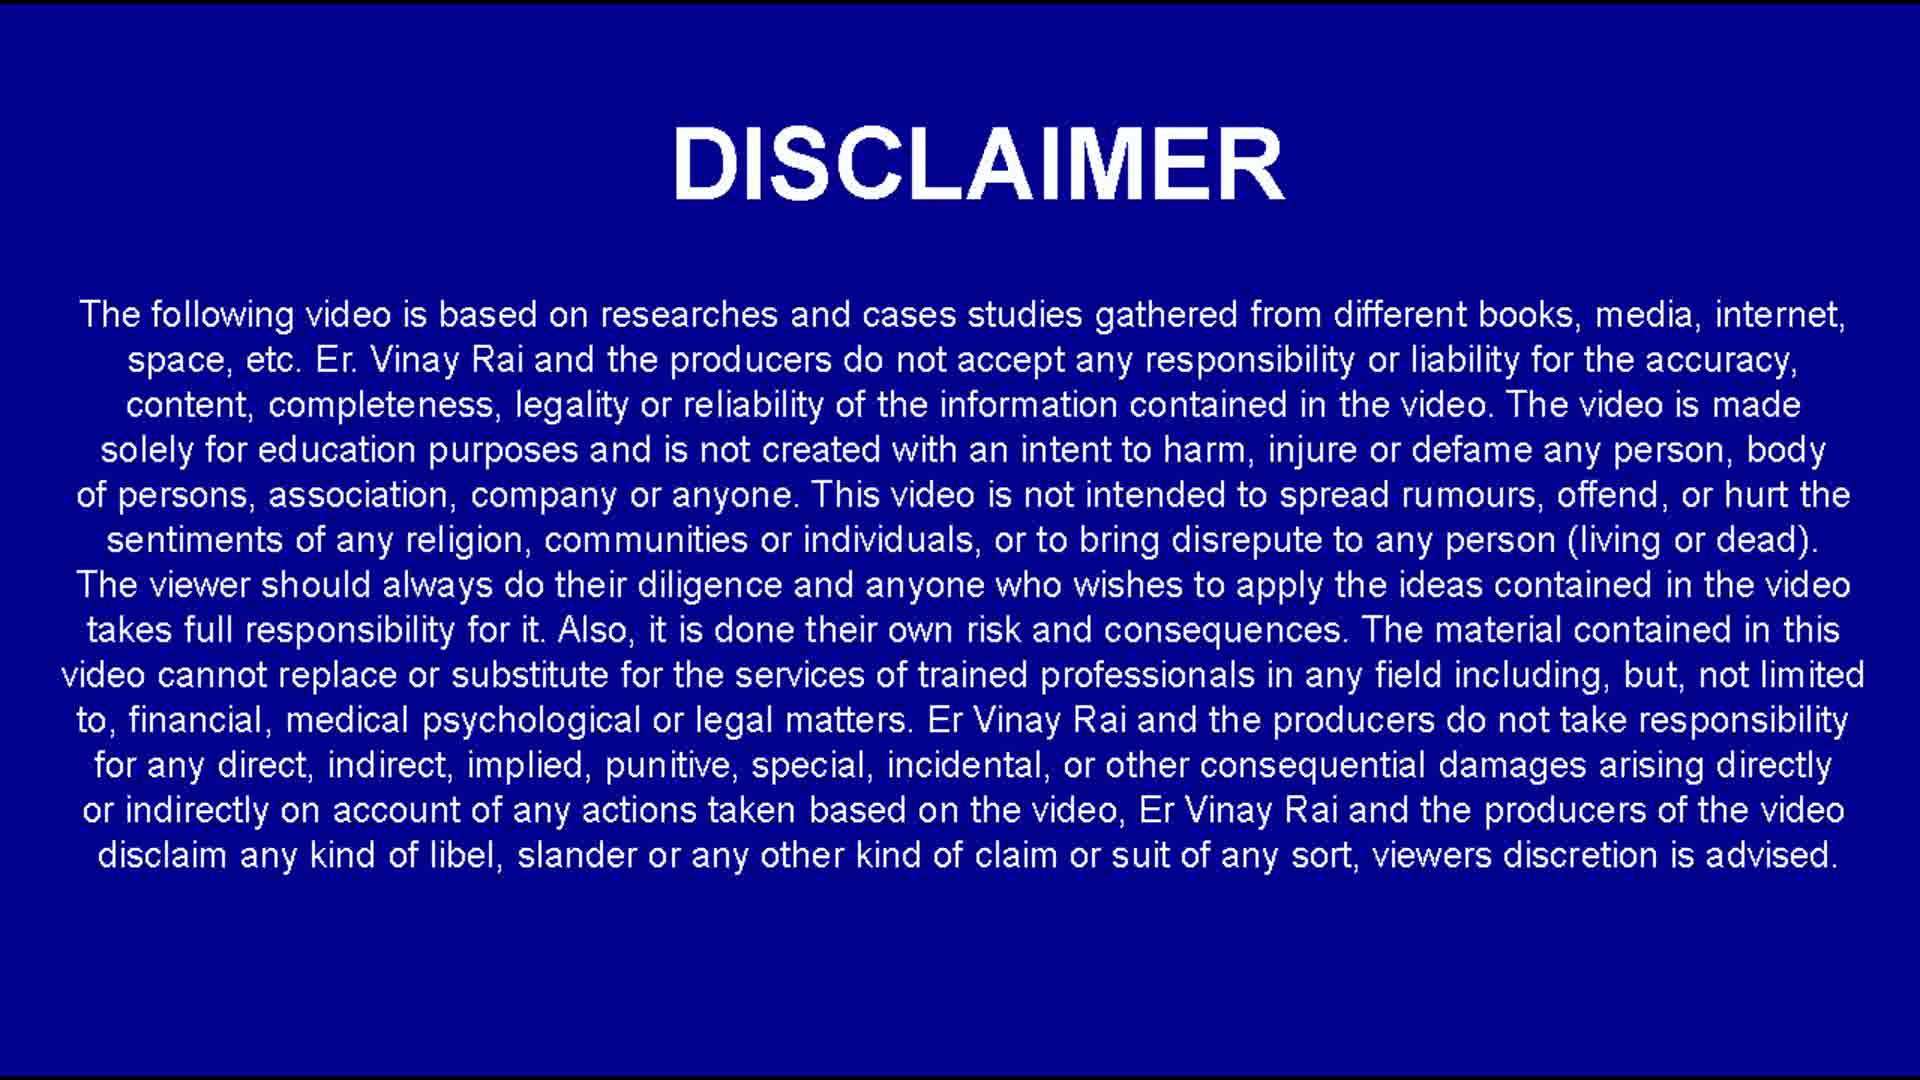 DISCLAIMER
The following video is based on researches and cases studies gathered from different books, media, internet,
space, etc. Er. Vinay Rai and the producers do not accept any responsibility or liability for the accuracy,
content, completeness, legality or reliability of the information contained in the video. The video is made
solely for education purposes and is not created with an intent to harm, injure or defame any person, body
of persons, association, company or anyone. This video is not intended to spread rumours, offend, or hurt the
sentiments of any religion, communities or individuals, or to bring disrepute to any person (living or dead).
The viewer should always do their diligence and anyone who wishes to apply the ideas contained in the video
takes full responsibility for it. Also, it is done their own risk and consequences. The material contained in this
video cannot replace or substitute for the services of trained professionals in any field including, but, not limited
to, financial, medical psychological or legal matters. Er Vinay Rai and the producers do not take responsibility
for any direct, indirect, implied, punitive, special, incidental, or other consequential damages arising directly
or indirectly on account of any actions taken based on the video, Er Vinay Rai and the producers of the video
disclaim any kind of libel, slander or any other kind of claim or suit of any sort, viewers discretion is advised.